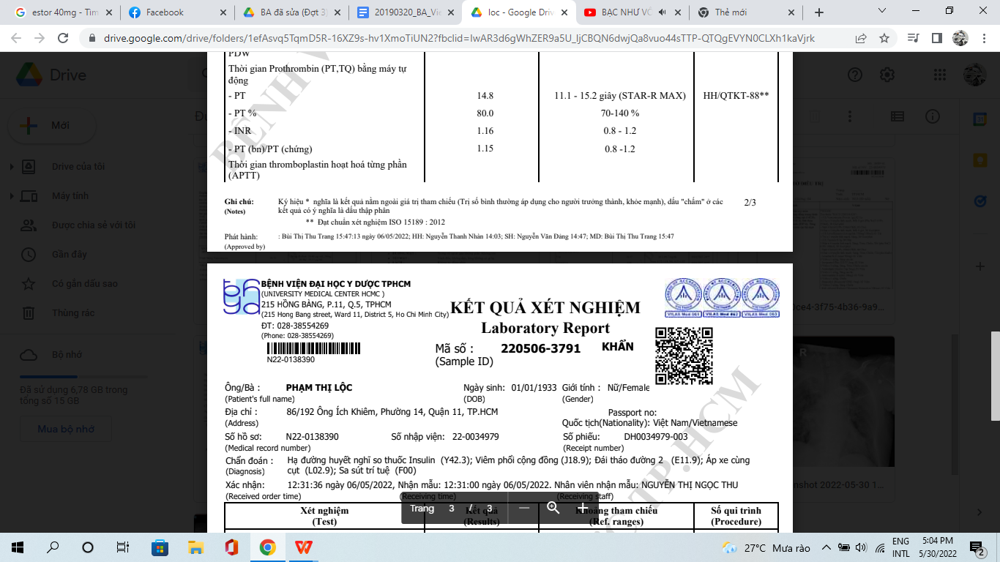 estor 40mg - Tìm
Facebook
BA đã sửa (Đợt 3)
20190320_BA_Vie
loc - Google Driv
BẠC NHƯ VÔ
Thẻ mới
drive.google.com/drive/folders/1efAsvq5TqmD5R-16XZ9s-hv1XmoTiUN2?fbclid=IwAR3d6gWhZER9a5U_ljCBQN6dwjQa8vuo44sTTP-QTQgEVYN0CLXh1kaVjrk
Drive
Mới
Drive của tôi
Máy tính
Được chia sẻ với tôi
Gần đây
Có gắn dấu sao
Thùng rác
Bộ nhớ
Đã sử dụng 6,78 GB trong
tổng số 15 GB
Mua bộ nhớ
PDW
Thời gian Prothrombin (PT,TQ) bằng máy tự
động
- PT 14.8 11.1 - 15.2 giây (STAR-R MAX) HH/QTKT-88**
- PT % 80.0 70-140 %
- INR 1.16 0.8 - 1.2
- PT (bn)/PT (chứng) 1.15 0.8 -1.2
Thời gian thromboplastin hoạt hoá từng phần
(APTT)
Ghi chú: Ký hiệu * nghĩa là kết quả nằm ngoài giá trị tham chiếu (Trị số bình thường áp dụng cho người trưởng thành, khỏe mạnh), dấu "chấm" ở các
(Notes) kết quả có ý nghĩa là dấu thập phân
2/3
** Đạt chuẩn xét nghiệm ISO 15189 : 2012
Phát hành: : Bùi Thị Thu Trang 15:47:13 ngày 06/05/2022; HH: Nguyễn Thanh Nhàn 14:03; SH: Nguyễn Văn Đảng 14:47; MD: Bùi Thị Thu Trang 15:47
(Approved by)
BỆNH V
BỆNH VIỆN ĐẠI HỌC Y DƯỢC TPHCM
(UNIVERSITY MEDICAL CENTER HCMC )
215 HỒNG BÀNG, P.11, Q.5, TPHCM
(215 Hong Bang street, Ward 11, District 5, Ho Chi Minh City)
ĐT: 028-38554269
(Phone: 028-38554269)
N22-0138390
KẾT QUẢ XÉT NGHIỆM
Laboratory Report
Mã số : 220506-3791 KHẨN
(Sample ID)
VILAS Med 061 VILAS Med 062 VILAS Med 063
Ông/Bà : PHẠM THỊ LỘC Ngày sinh: 01/01/1933 Giới tính : Nữ/Female
(Patient's full name) (DOB) (Gender)
Địa chỉ : 86/192 Ông Ích Khiêm, Phường 14, Quận 11, TP.HCM Passport no:
(Address) Quốc tịch(Nationality): Việt Nam/Vietnamese
Số hồ sơ: N22-0138390 Số nhập viện: 22-0034979 Số phiếu: DH0034979-003
(Medical record number) (Receipt number)
Chẩn đoán : Hạ đường huyết nghĩ so thuốc Insulin (Y42.3); Viêm phổi cộng đồng (J18.9); Đái tháo đường 2 (E11.9); Áp xe cùng
(Diagnosis) cụt (L02.9); Sa sút trí tuệ (F00)
Xác nhận: 12:31:36 ngày 06/05/2022, Nhận mẫu: 12:31:00 ngày 06/05/2022. Nhân viên nhận mẫu: NGUYỄN THỊ NGỌC THU
(Received order time) (Receiving time) (Receiving staff)
Xét nghiệm Kết quả Khoảng tham chiếu Số qui trình
(Test) (Results) (Ref. ranges) (Procedure)
TP.HCM
Trang 3 / 3
0ce4-3f75-4b36-9a9...
R
nshot 2022-05-30 1...
27°C Mưa rào
ENG
INTL
5:04 PM
5/30/2022
2